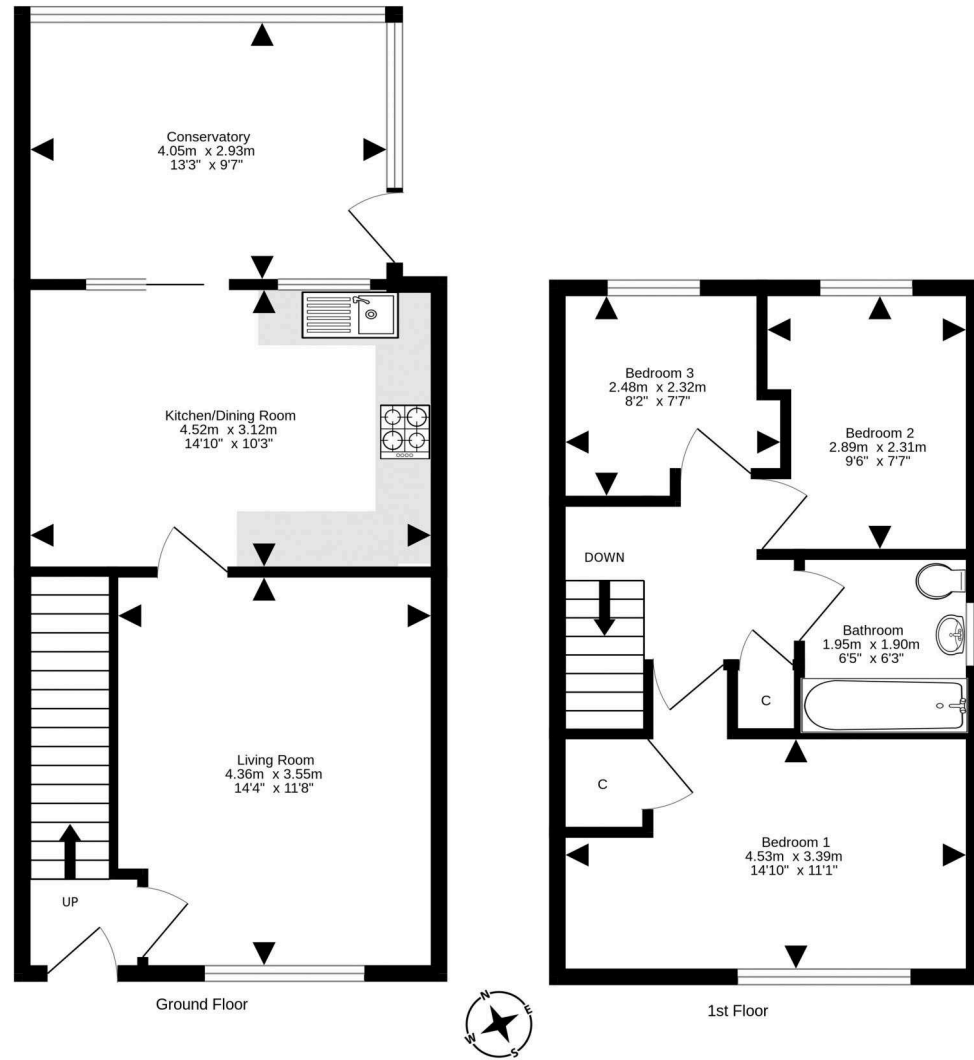 Conservatory
4.05m x 2.93m
13'3" x 9'7"
Kitchen/Dining Room
4.52m x 3.12m
14'10" x 10'3"
Living Room
4.36m x 3.55m
14'4" x 11'8"
UP
Ground Floor
Bedroom 3
2.48m x 2.32m
8'2" x 7'7"
Bedroom 2
2.89m x 2.31m
9'6" x 7'7"
DOWN
Bathroom
1.95m x 1.90m
6'5" x 6'3"
C
C
Bedroom 1
4.53m x 3.39m
14'10" x 11'1"
1st Floor
N
E
W
S